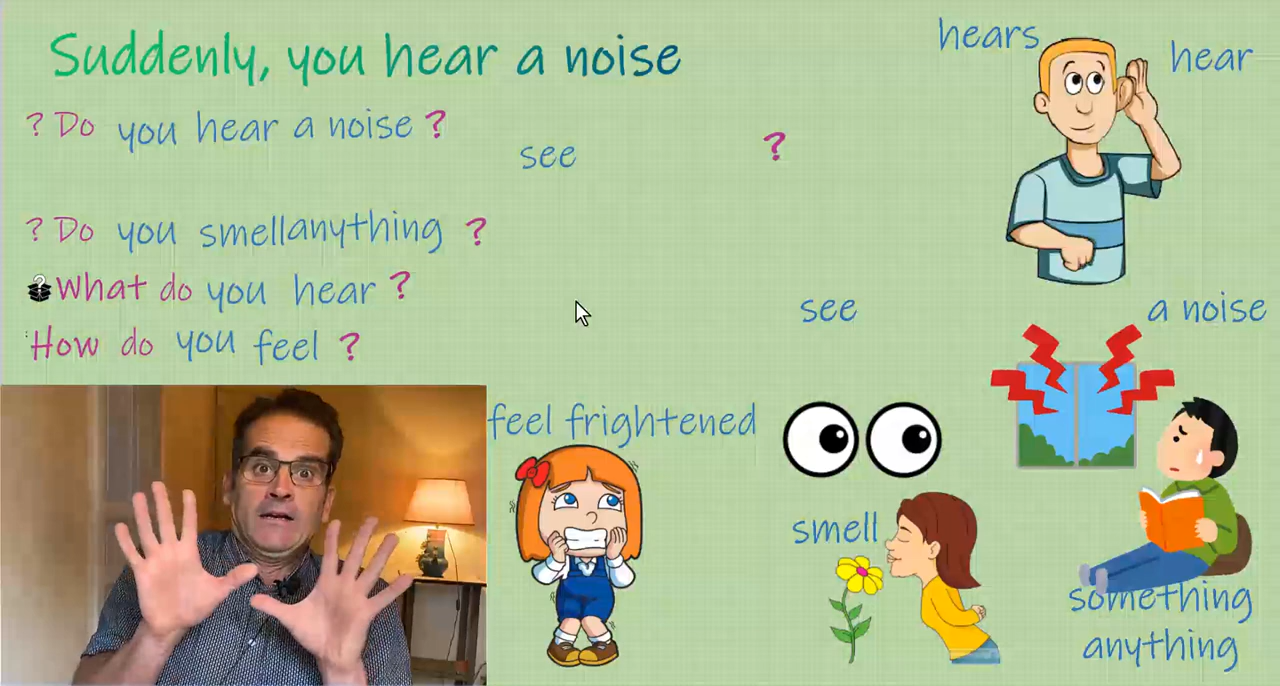 Suddenly, you hear a noise
hears
hear
? Do you hear a noise ?
see
?
? Do you smellanything ?
What do you hear ?
How do you feel ?
see
a noise
feel frightened
smell
something
anything